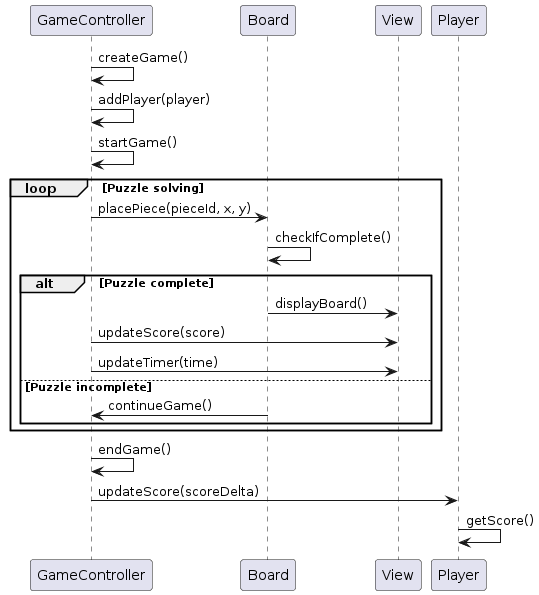 GameController Board View Player
createGame()
addPlayer(player)
startGame()
loop [Puzzle solving]
placePiece(pieceId, x, y)
checkIfComplete()
alt [Puzzle complete]
displayBoard()
updateScore(score)
updateTimer(time)
[Puzzle incomplete]
continueGame()
endGame()
updateScore(scoreDelta)
getScore()
GameController Board View Player